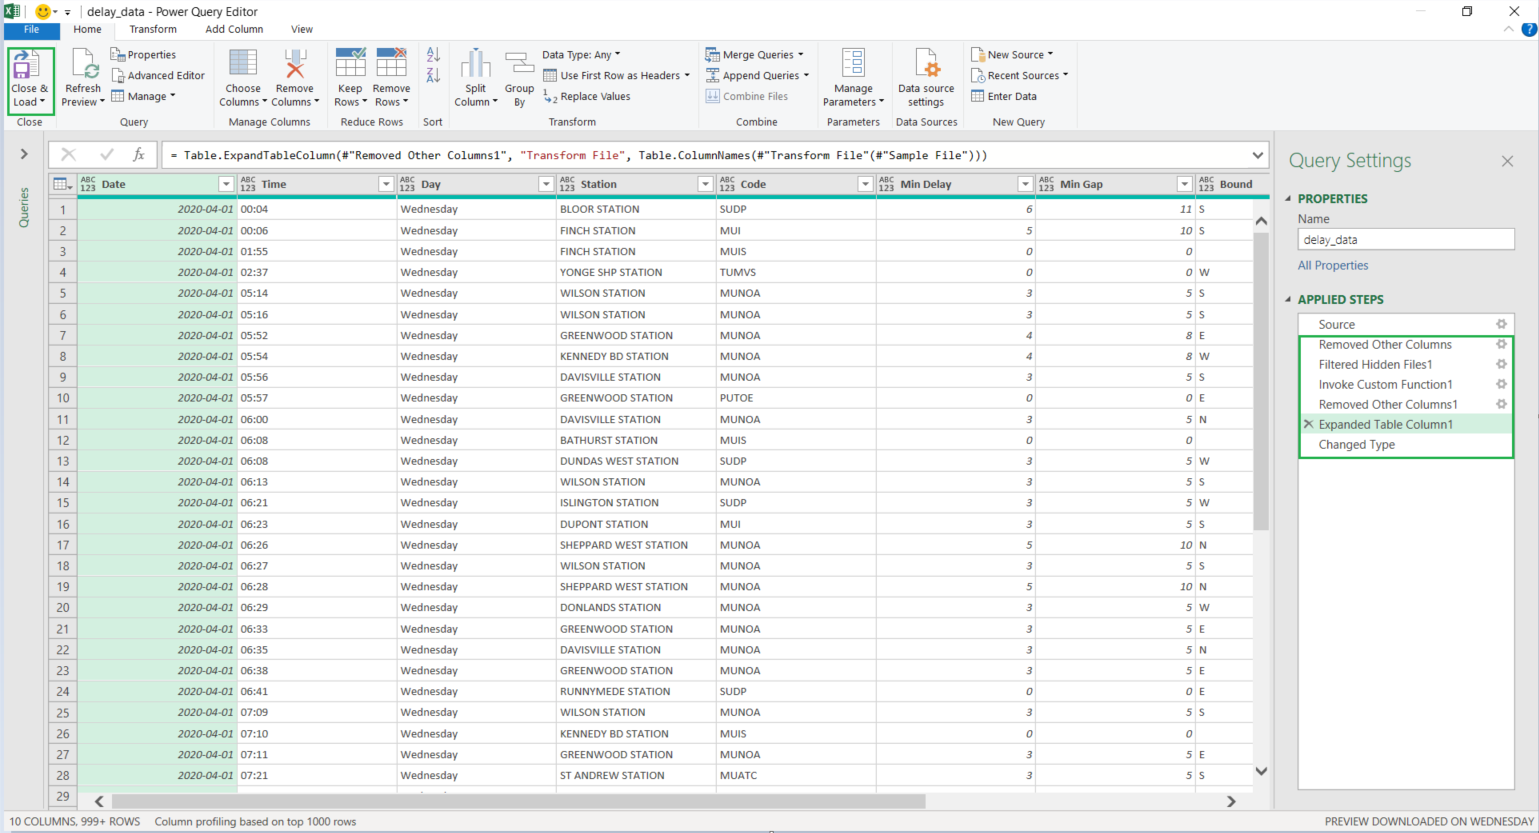 delay_data - Power Query Editor
File Home Transform Add Column View
Close & Load
Close
Refresh Preview
Properties
Advanced Editor
Manage
Query
Choose Columns
Remove Columns
Manage Columns
Keep Rows
Remove Rows
Reduce Rows
Sort
Split Column
Group By
Data Type: Any
Use First Row as Headers
Replace Values
Transform
Merge Queries
Append Queries
Combine Files
Combine
Manage Parameters
Parameters
Data source settings
Data Sources
New Source
Recent Sources
Enter Data
New Query
Queries
fx = Table.ExpandTableColumn(#"Removed Other Columns1", "Transform File", Table.ColumnNames(#"Transform File"(#"Sample File")))
ABC 123 Date ABC 123 Time ABC 123 Day ABC 123 Station ABC 123 Code ABC 123 Min Delay ABC 123 Min Gap ABC 123 Bound
1 2020-04-01 00:04 Wednesday BLOOR STATION SUDP 6 11 S
2 2020-04-01 00:06 Wednesday FINCH STATION MUI 5 10 S
3 2020-04-01 01:55 Wednesday FINCH STATION MUIS 0 0
4 2020-04-01 02:37 Wednesday YONGE SHP STATION TUMVS 0 0 W
5 2020-04-01 05:14 Wednesday WILSON STATION MUNOA 3 5 S
6 2020-04-01 05:16 Wednesday WILSON STATION MUNOA 3 5 S
7 2020-04-01 05:52 Wednesday GREENWOOD STATION MUNOA 4 8 E
8 2020-04-01 05:54 Wednesday KENNEDY BD STATION MUNOA 4 8 W
9 2020-04-01 05:56 Wednesday DAVISVILLE STATION MUNOA 3 5 S
10 2020-04-01 05:57 Wednesday GREENWOOD STATION PUTOE 0 0 E
11 2020-04-01 06:00 Wednesday DAVISVILLE STATION MUNOA 3 5 N
12 2020-04-01 06:08 Wednesday BATHURST STATION MUIS 0 0
13 2020-04-01 06:08 Wednesday DUNDAS WEST STATION SUDP 3 5 W
14 2020-04-01 06:13 Wednesday WILSON STATION MUNOA 3 5 S
15 2020-04-01 06:21 Wednesday ISLINGTON STATION SUDP 3 5 W
16 2020-04-01 06:23 Wednesday DUPONT STATION MUI 3 5 S
17 2020-04-01 06:26 Wednesday SHEPPARD WEST STATION MUNOA 5 10 N
18 2020-04-01 06:27 Wednesday WILSON STATION MUNOA 3 5 S
19 2020-04-01 06:28 Wednesday SHEPPARD WEST STATION MUNOA 5 10 N
20 2020-04-01 06:29 Wednesday DONLANDS STATION MUNOA 3 5 W
21 2020-04-01 06:33 Wednesday GREENWOOD STATION MUNOA 3 5 E
22 2020-04-01 06:35 Wednesday DAVISVILLE STATION MUNOA 3 5 N
23 2020-04-01 06:38 Wednesday GREENWOOD STATION MUNOA 3 5 E
24 2020-04-01 06:41 Wednesday RUNNYMEDE STATION SUDP 0 0 E
25 2020-04-01 07:09 Wednesday WILSON STATION MUNOA 3 5 S
26 2020-04-01 07:10 Wednesday KENNEDY BD STATION MUIS 0 0
27 2020-04-01 07:11 Wednesday GREENWOOD STATION MUNOA 3 5 E
28 2020-04-01 07:21 Wednesday ST ANDREW STATION MUATC 3 5 S
29
Query Settings
PROPERTIES
Name
delay_data
All Properties
APPLIED STEPS
Source
Removed Other Columns
Filtered Hidden Files1
Invoke Custom Function1
Removed Other Columns1
Expanded Table Column1
Changed Type
10 COLUMNS, 999+ ROWS Column profiling based on top 1000 rows PREVIEW DOWNLOADED ON WEDNESDAY